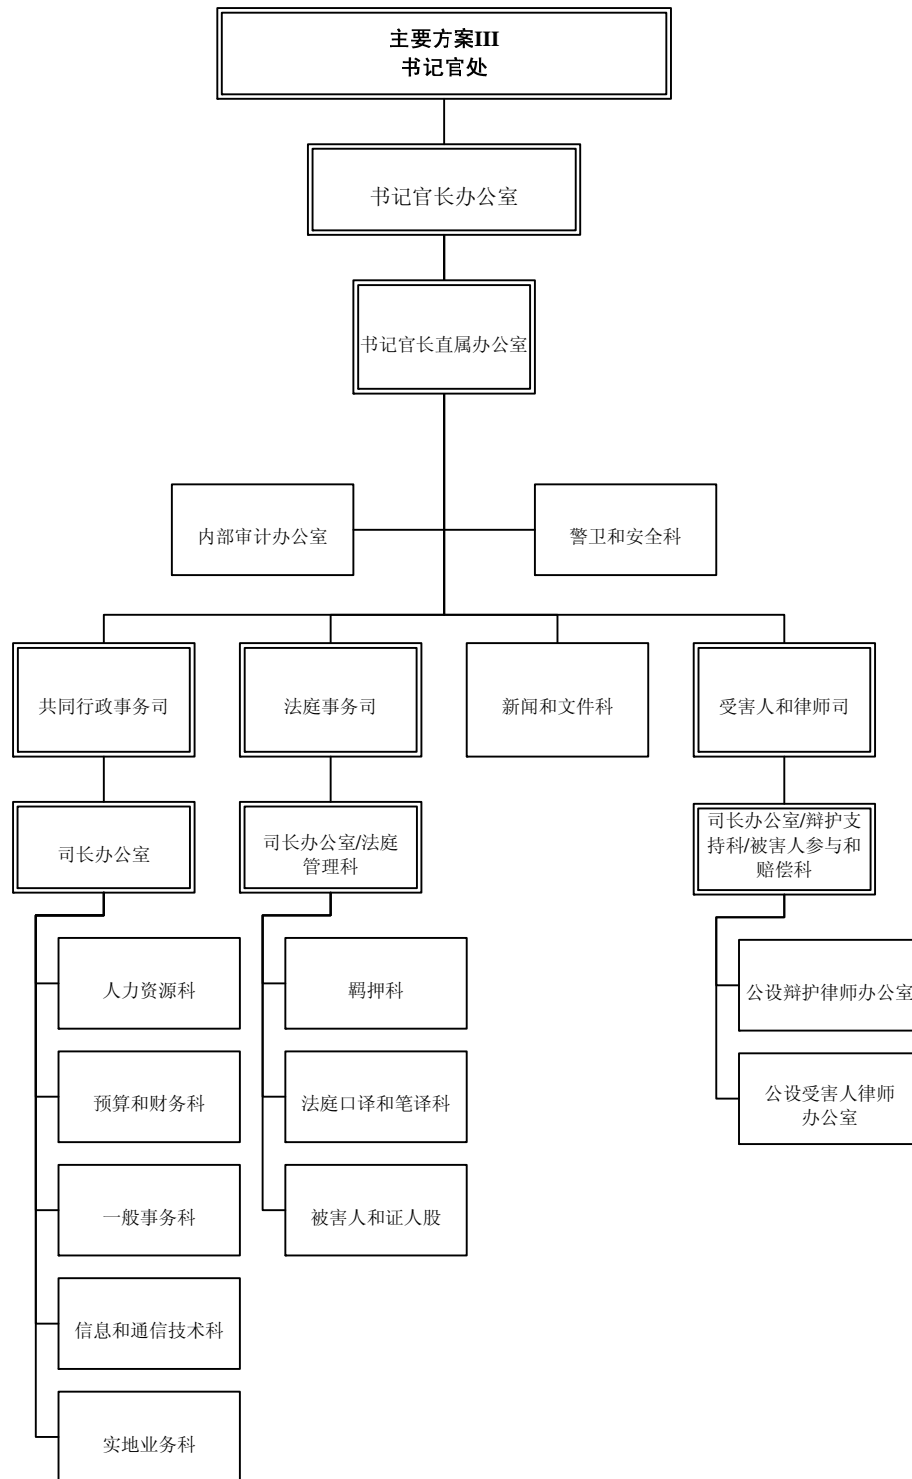 主要方案III
书记官处
书记官长办公室
书记官长直属办公室
内部审计办公室
警卫和安全科
共同行政事务司
法庭事务司
新闻和文件科
受害人和律师司
司长办公室
司长办公室/法庭
管理科
司长办公室/辩护支
持科/被害人参与和
赔偿科
人力资源科
羁押科
公设辩护律师办公室
预算和财务科
法庭口译和笔译科
公设受害人律师
办公室
一般事务科
被害人和证人股
信息和通信技术科
实地业务科